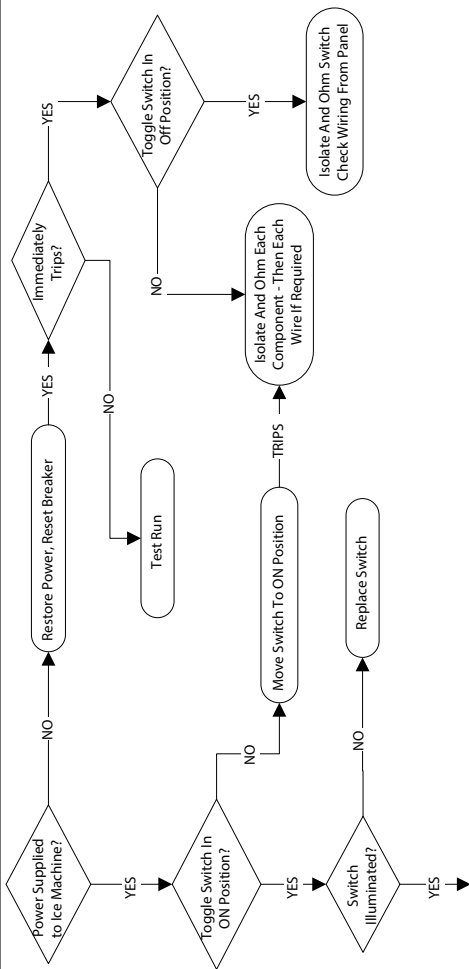 Power Supplied
to Ice Machine?
NO
Restore Power, Reset Breaker
YES
Immediately
Trips?
YES
Toggle Switch In
Off Position?
YES
Isolate And Ohm Switch
Check Wiring From Panel
NO
Test Run
NO
Isolate And Ohm Each
Component - Then Each
Wire If Required
YES
Toggle Switch In
ON Position?
NO
Move Switch To ON Position
TRIPS
YES
Switch
Illuminated?
NO
Replace Switch
YES